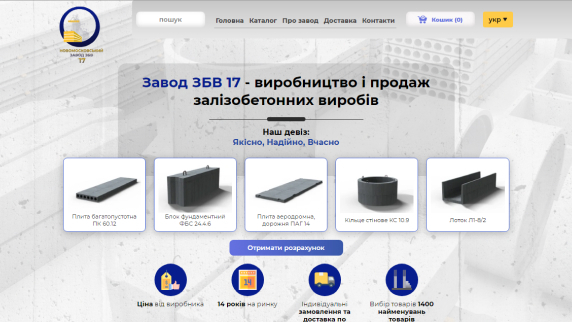 НОВОМОСКОВСЬКИЙ
ЗАВОД ЗБВ
17
пошук
Головна Каталог Про завод Доставка Контакти
Кошик (0)
укр
Завод ЗБВ 17 - виробництво і продаж
залізобетонних виробів
Наш девіз:
Якісно, Надійно, Вчасно
Плита багатопустотна
ПК 60.12
Блок фундаментний
ФБС 24.4.6
Плита аеродромна,
дорожня ПАГ 14
Кільце стінове КС 10.9
Лоток Л1-8/2
Отримати розрахунок
Ціна від виробника
14 років на ринку
Індивідуальні
замовлення та
доставка по
Вибір товарів 1400
найменувань
товарів